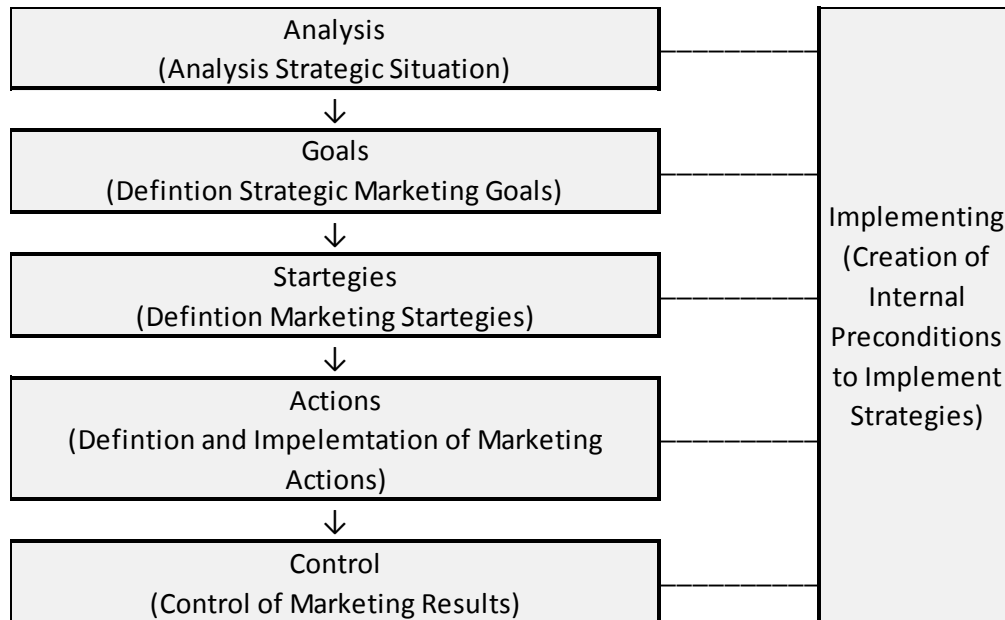 Analysis
(Analysis Strategic Situation)
↓
Goals
(Defintion Strategic Marketing Goals)
↓
Startegies
(Defintion Marketing Startegies)
↓
Actions
(Defintion and Impelemtation of Marketing
Actions)
↓
Control
(Control of Marketing Results)
Implementing
(Creation of
Internal
Preconditions
to Implement
Strategies)